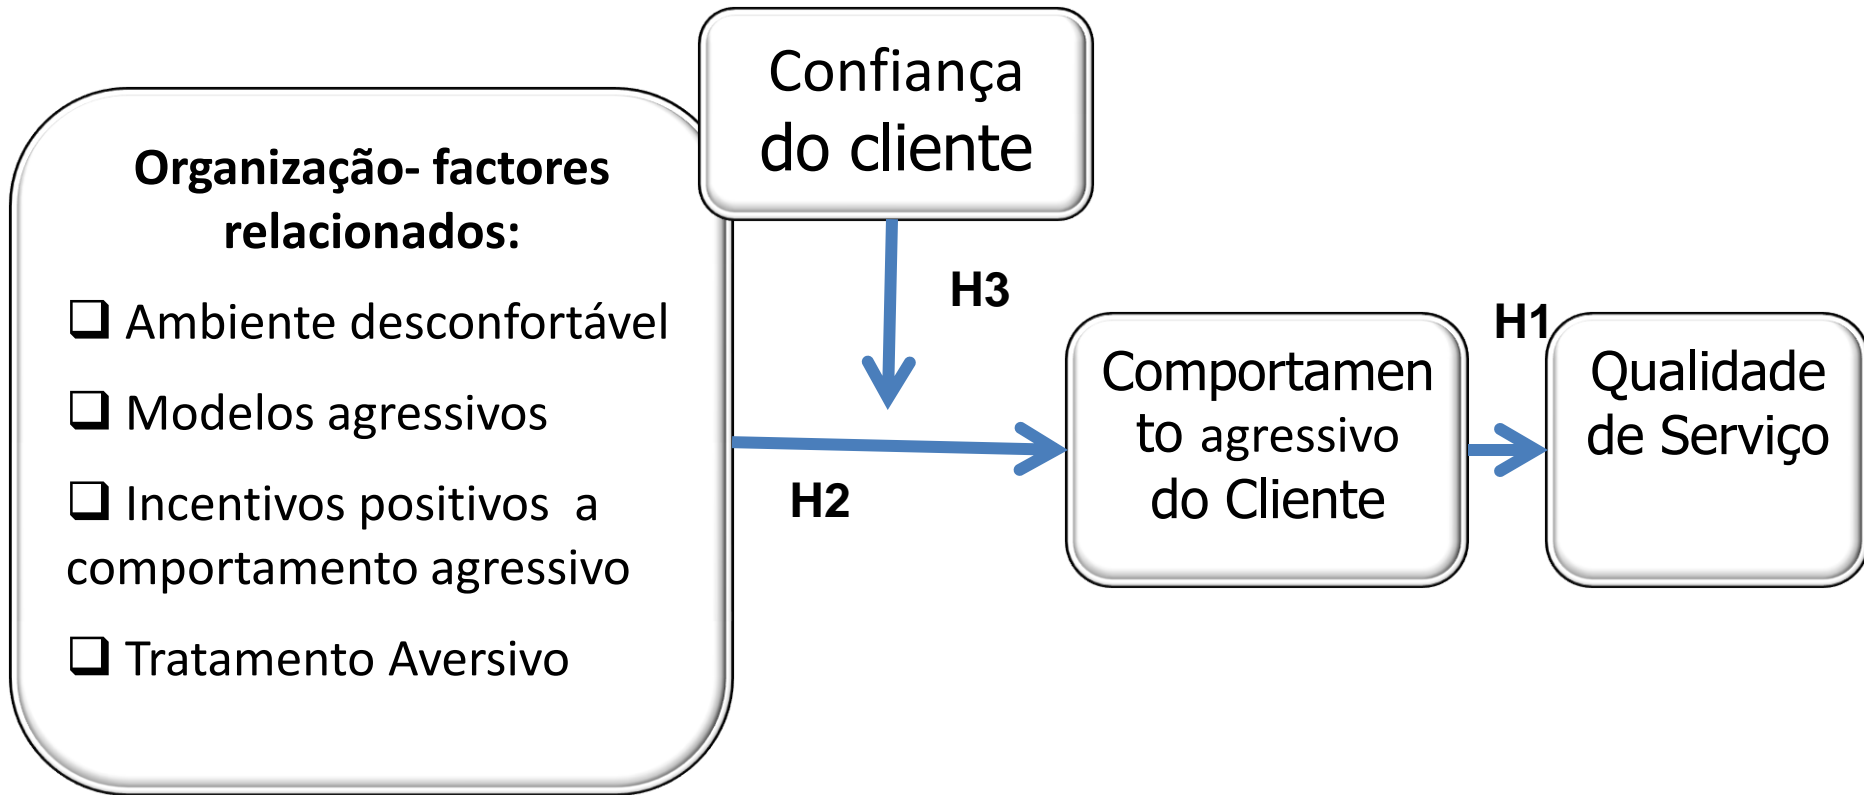 Confiança
do cliente
Organização- factores
relacionados:
❑ Ambiente desconfortável
❑ Modelos agressivos
❑ Incentivos positivos  a
comportamento agressivo
❑ Tratamento Aversivo
H3
H2
Comportamen
to agressivo
do Cliente
H1
Qualidade
de Serviço